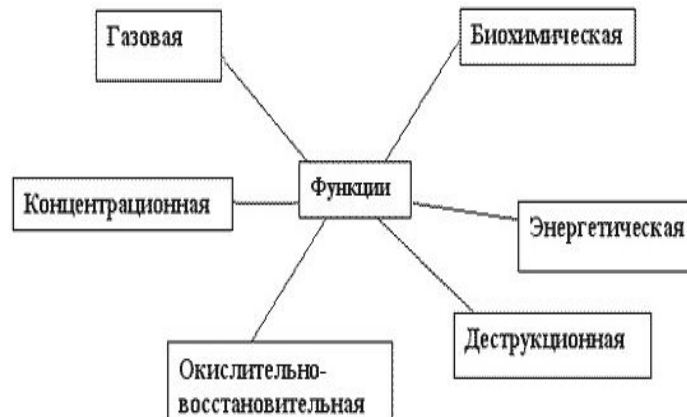 Газовая
Биохимическая
Функции
Концентрационная
Энергетическая
Деструкционная
Окислительно-
восстановительная